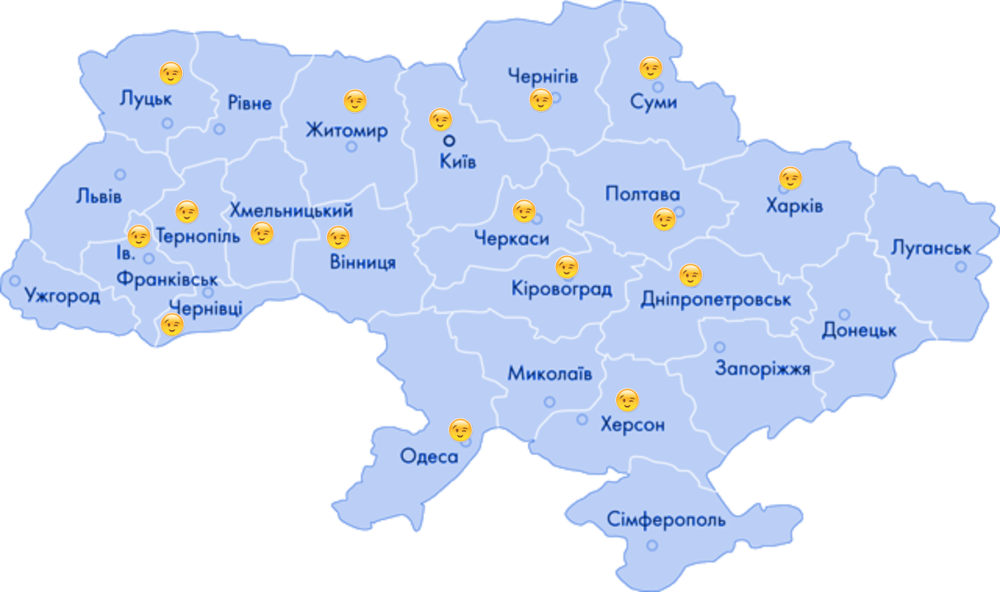 Чернігів
Луцьк
Рівне
Суми
Житомир
Київ
Львів
Полтава
Харків
Хмельницький
Тернопіль
Черкаси
Луганськ
Ів.
Франківськ
Вінниця
Кіровоград
Ужгород
Дніпропетровськ
Чернівці
Донецьк
Запоріжжя
Миколаїв
Херсон
Одеса
Сімферополь